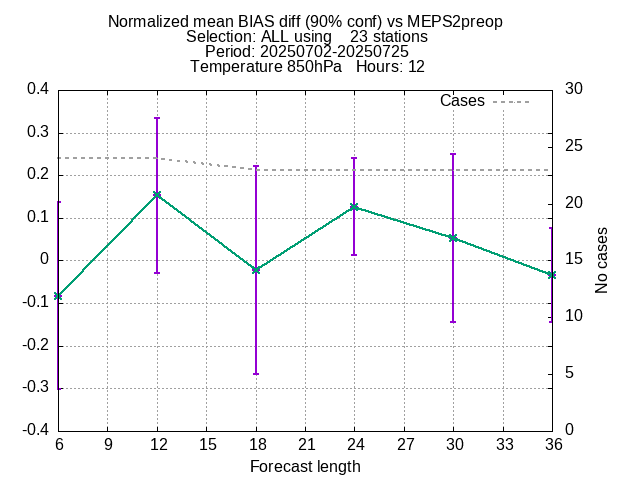 Normalized mean BIAS diff (90% conf) vs MEPS2preop
Selection: ALL using    23 stations
Period: 20250702-20250725
Temperature 850hPa   Hours: 12
Cases
0.4
0.3
0.2
0.1
0
-0.1
-0.2
-0.3
-0.4
30
25
20
15
10
5
0
No cases
6 9 12 15 18 21 24 27 30 33 36
Forecast length